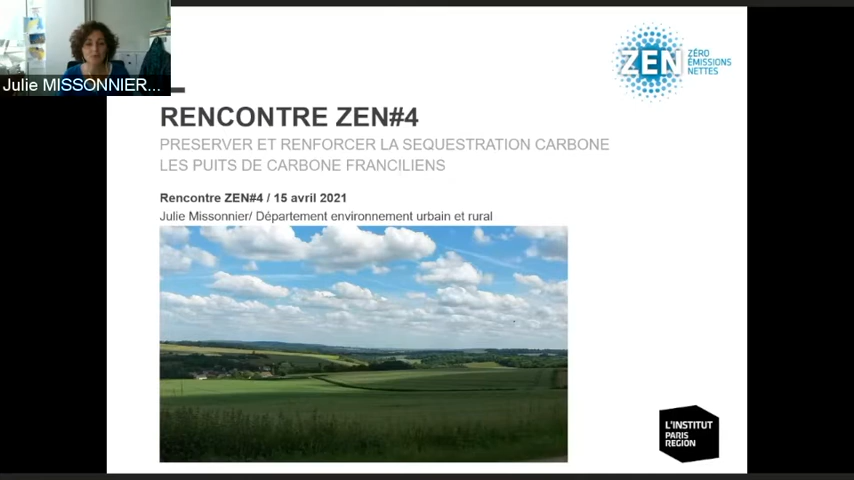 Julie MISSONNIER...
ZEN ZÉRO
ÉMISSIONS
NETTES
RENCONTRE ZEN#4
PRESERVER ET RENFORCER LA SEQUESTRATION CARBONE
LES PUITS DE CARBONE FRANCILIENS
Rencontre ZEN#4 / 15 avril 2021
Julie Missonnier/ Département environnement urbain et rural
L'INSTITUT
PARIS
REGION